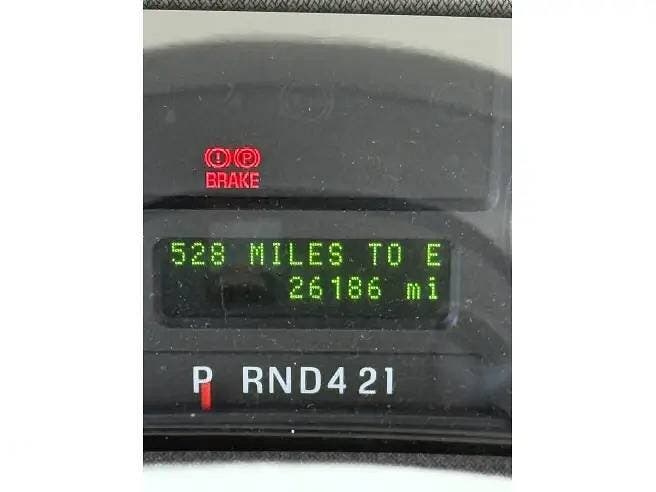 (!) (P)
BRAKE
528 MILES TO E
26186 mi
P RND421